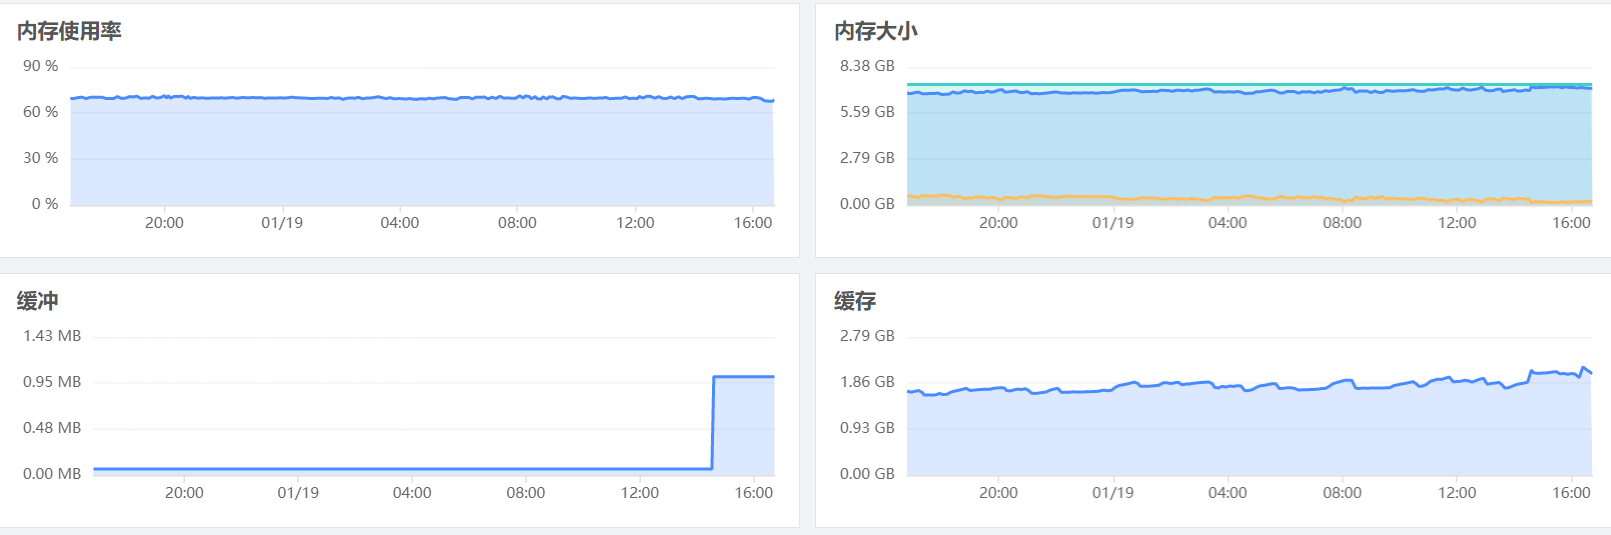 内存使用率
90 %
60 %
30 %
0 %
20:00 01/19 04:00 08:00 12:00 16:00
内存大小
8.38 GB
5.59 GB
2.79 GB
0.00 GB
20:00 01/19 04:00 08:00 12:00 16:00
缓冲
1.43 MB
0.95 MB
0.48 MB
0.00 MB
20:00 01/19 04:00 08:00 12:00 16:00
缓存
2.79 GB
1.86 GB
0.93 GB
0.00 GB
20:00 01/19 04:00 08:00 12:00 16:00